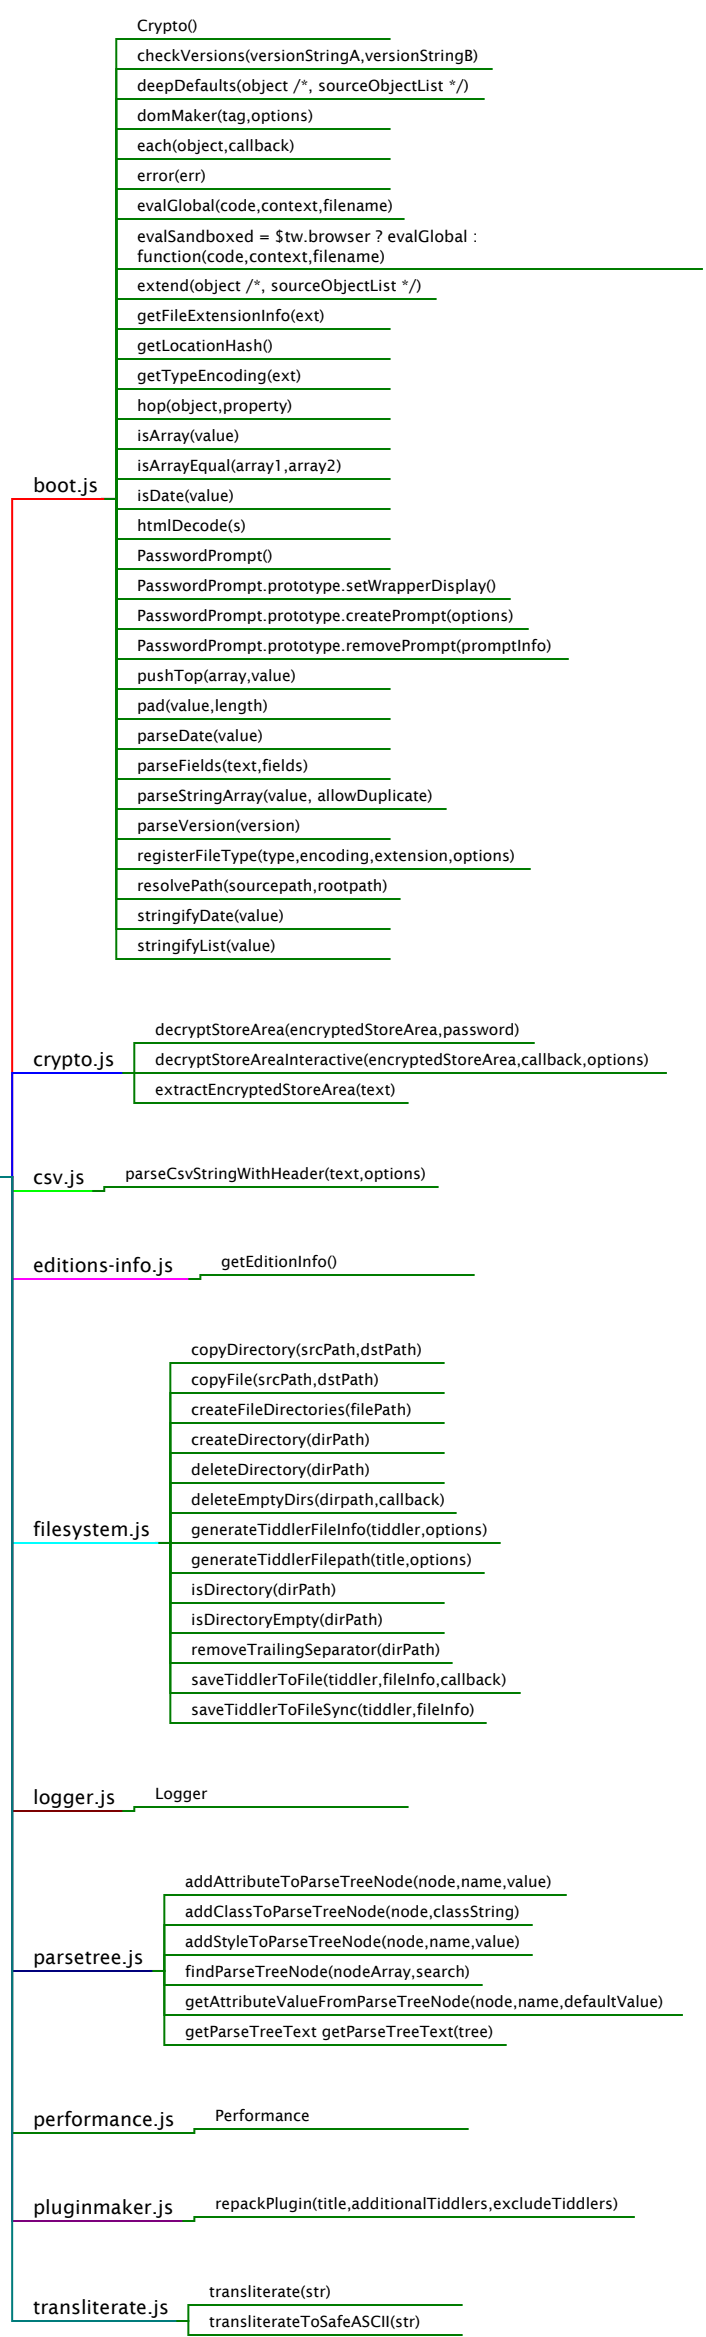 Crypto()
checkVersions(versionStringA,versionStringB)
deepDefaults(object /*, sourceObjectList */)
domMaker(tag,options)
each(object,callback)
error(err)
evalGlobal(code,context,filename)
evalSandboxed = $tw.browser ? evalGlobal :
function(code,context,filename)
extend(object /*, sourceObjectList */)
getFileExtensionInfo(ext)
getLocationHash()
getTypeEncoding(ext)
hop(object,property)
isArray(value)
isArrayEqual(array1,array2)
boot.js
isDate(value)
htmlDecode(s)
PasswordPrompt()
PasswordPrompt.prototype.setWrapperDisplay()
PasswordPrompt.prototype.createPrompt(options)
PasswordPrompt.prototype.removePrompt(promptInfo)
pushTop(array,value)
pad(value,length)
parseDate(value)
parseFields(text,fields)
parseStringArray(value, allowDuplicate)
parseVersion(version)
registerFileType(type,encoding,extension,options)
resolvePath(sourcepath,rootpath)
stringifyDate(value)
stringifyList(value)
crypto.js
decryptStoreArea(encryptedStoreArea,password)
decryptStoreAreaInteractive(encryptedStoreArea,callback,options)
extractEncryptedStoreArea(text)
csv.js
parseCsvStringWithHeader(text,options)
editions-info.js
getEditionInfo()
filesystem.js
copyDirectory(srcPath,dstPath)
copyFile(srcPath,dstPath)
createFileDirectories(filePath)
createDirectory(dirPath)
deleteDirectory(dirPath)
deleteEmptyDirs(dirpath,callback)
generateTiddlerFileInfo(tiddler,options)
generateTiddlerFilepath(title,options)
isDirectory(dirPath)
isDirectoryEmpty(dirPath)
removeTrailingSeparator(dirPath)
saveTiddlerToFile(tiddler,fileInfo,callback)
saveTiddlerToFileSync(tiddler,fileInfo)
logger.js
Logger
parsetree.js
addAttributeToParseTreeNode(node,name,value)
addClassToParseTreeNode(node,classString)
addStyleToParseTreeNode(node,name,value)
findParseTreeNode(nodeArray,search)
getAttributeValueFromParseTreeNode(node,name,defaultValue)
getParseTreeText getParseTreeText(tree)
performance.js
Performance
pluginmaker.js
repackPlugin(title,additionalTiddlers,excludeTiddlers)
transliterate.js
transliterate(str)
transliterateToSafeASCII(str)